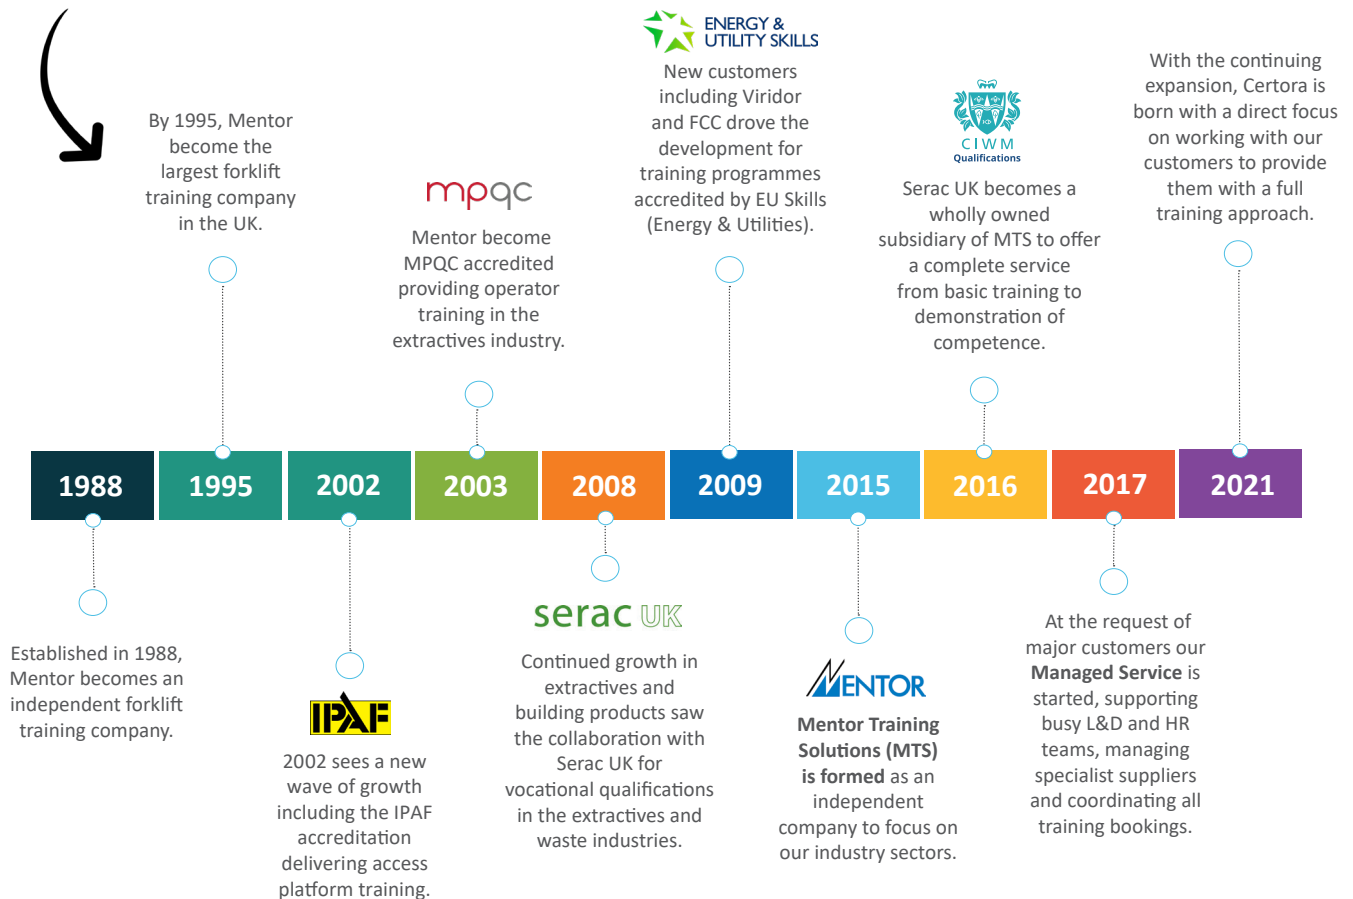 By 1995, Mentor
become the
largest forklift
training company
in the UK.
mpqc
Mentor become
MPQC accredited
providing operator
training in the
extractives industry.
ENERGY &
UTILITY SKILLS
New customers
including Viridor
and FCC drove the
development for
training programmes
accredited by EU Skills
(Energy & Utilities).
CIWM
Qualifications
Serac UK becomes a
wholly owned
subsidiary of MTS to offer
a complete service
from basic training to
demonstration of
competence.
With the continuing
expansion, Certora is
born with a direct focus
on working with our
customers to provide
them with a full
training approach.
1988
1995
2002
2003
2008
2009
2015
2016
2017
2021
Established in 1988,
Mentor becomes an
independent forklift
training company.
IPAF
2002 sees a new
wave of growth
including the IPAF
accreditation
delivering access
platform training.
serac UK
Continued growth in
extractives and
building products saw
the collaboration with
Serac UK for
vocational qualifications
in the extractives and
waste industries.
MENTOR
Mentor Training
Solutions (MTS)
is formed as an
independent
company to focus on
our industry sectors.
At the request of
major customers our
Managed Service is
started, supporting
busy L&D and HR
teams, managing
specialist suppliers
and coordinating all
training bookings.